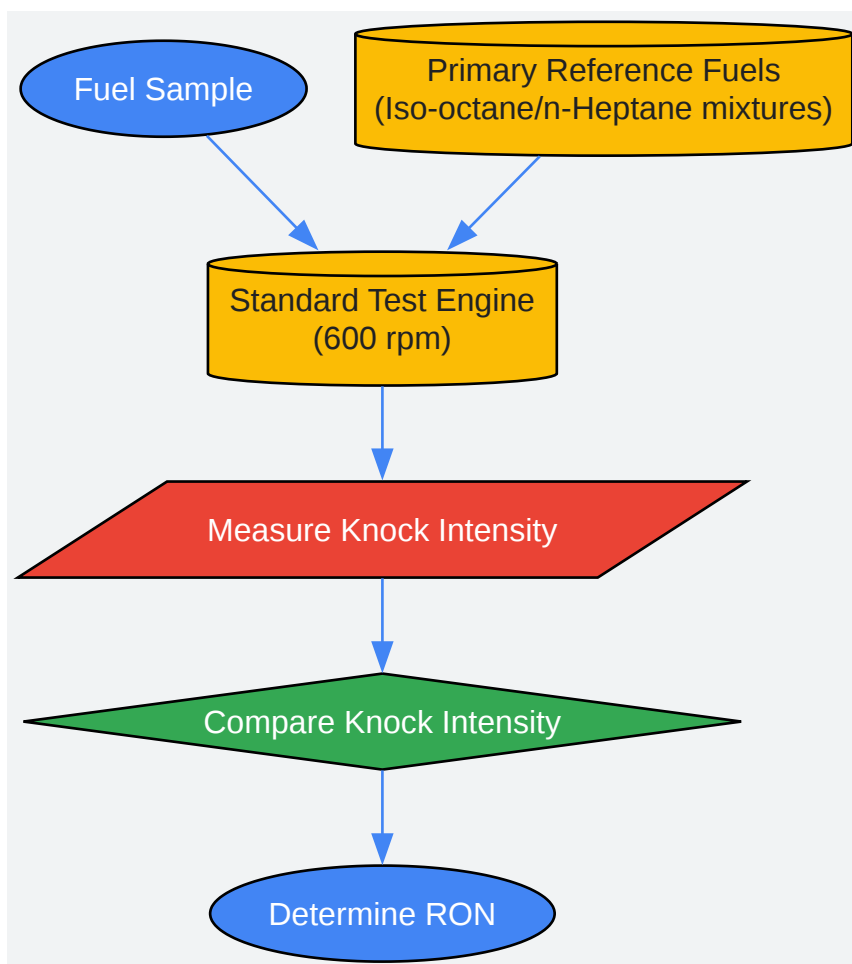 Fuel Sample
Primary Reference Fuels
(Iso-octane/n-Heptane mixtures)
Standard Test Engine
(600 rpm)
Measure Knock Intensity
Compare Knock Intensity
Determine RON